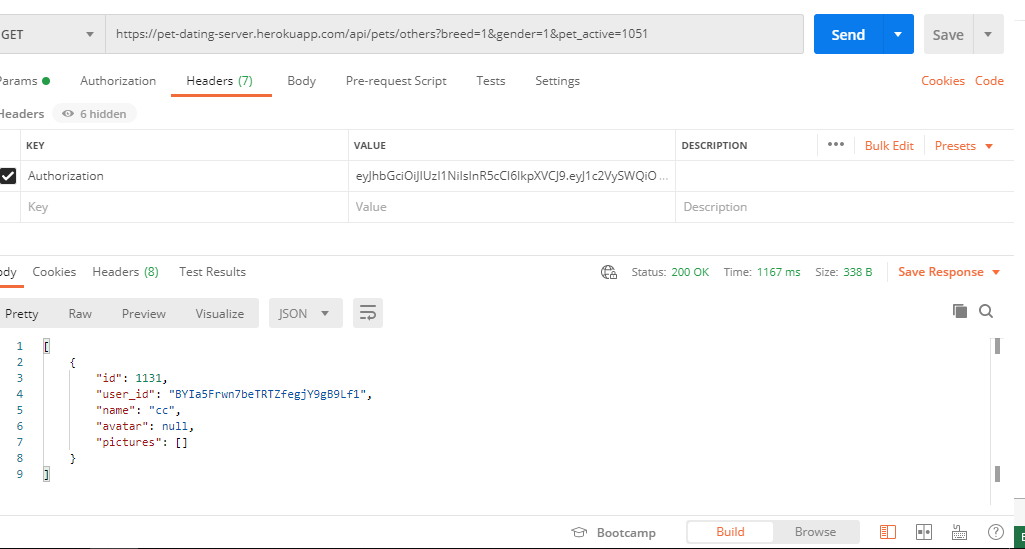 GET https://pet-dating-server.herokuapp.com/api/pets/others?breed=1&gender=1&pet_active=1051 Send Save
Params Authorization Headers (7) Body Pre-request Script Tests Settings Cookies Code
Headers 6 hidden
KEY VALUE DESCRIPTION ••• Bulk Edit Presets
Authorization eyJhbGciOiJIUzI1NiIsInR5cCI6IkpXVCJ9.eyJ1c2VySWQiO ...
Key Value Description
ody Cookies Headers (8) Test Results Status: 200 OK Time: 1167 ms Size: 338 B Save Response
Pretty Raw Preview Visualize JSON
1 [
2 {
3 "id": 1131,
4 "user_id": "BYIa5Frwn7beTRTZfegjY9gB9Lf1",
5 "name": "cc",
6 "avatar": null,
7 "pictures": []
8 }
9 ]
Bootcamp Build Browse